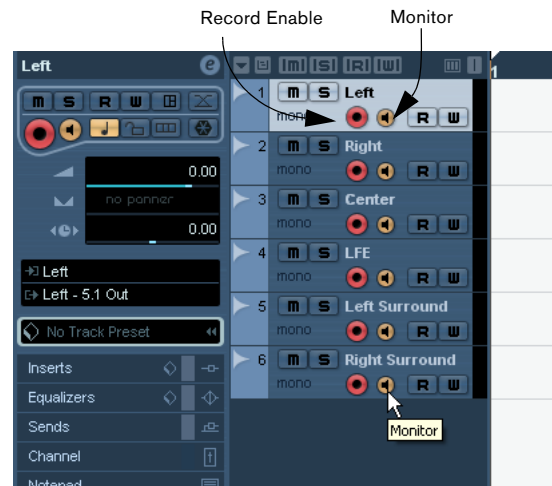 Record Enable Monitor
Left e
m s R W
0.00
no panner
0.00
Left
Left - 5.1 Out
No Track Preset
Inserts
Equalizers
Sends
Channel
Notepad
[m] [s] [R] [W]
1
1 m s Left
mono R W
2 m s Right
mono R W
3 m s Center
mono R W
4 m s LFE
mono R W
5 m s Left Surround
mono R W
6 m s Right Surround
mono R W
Monitor